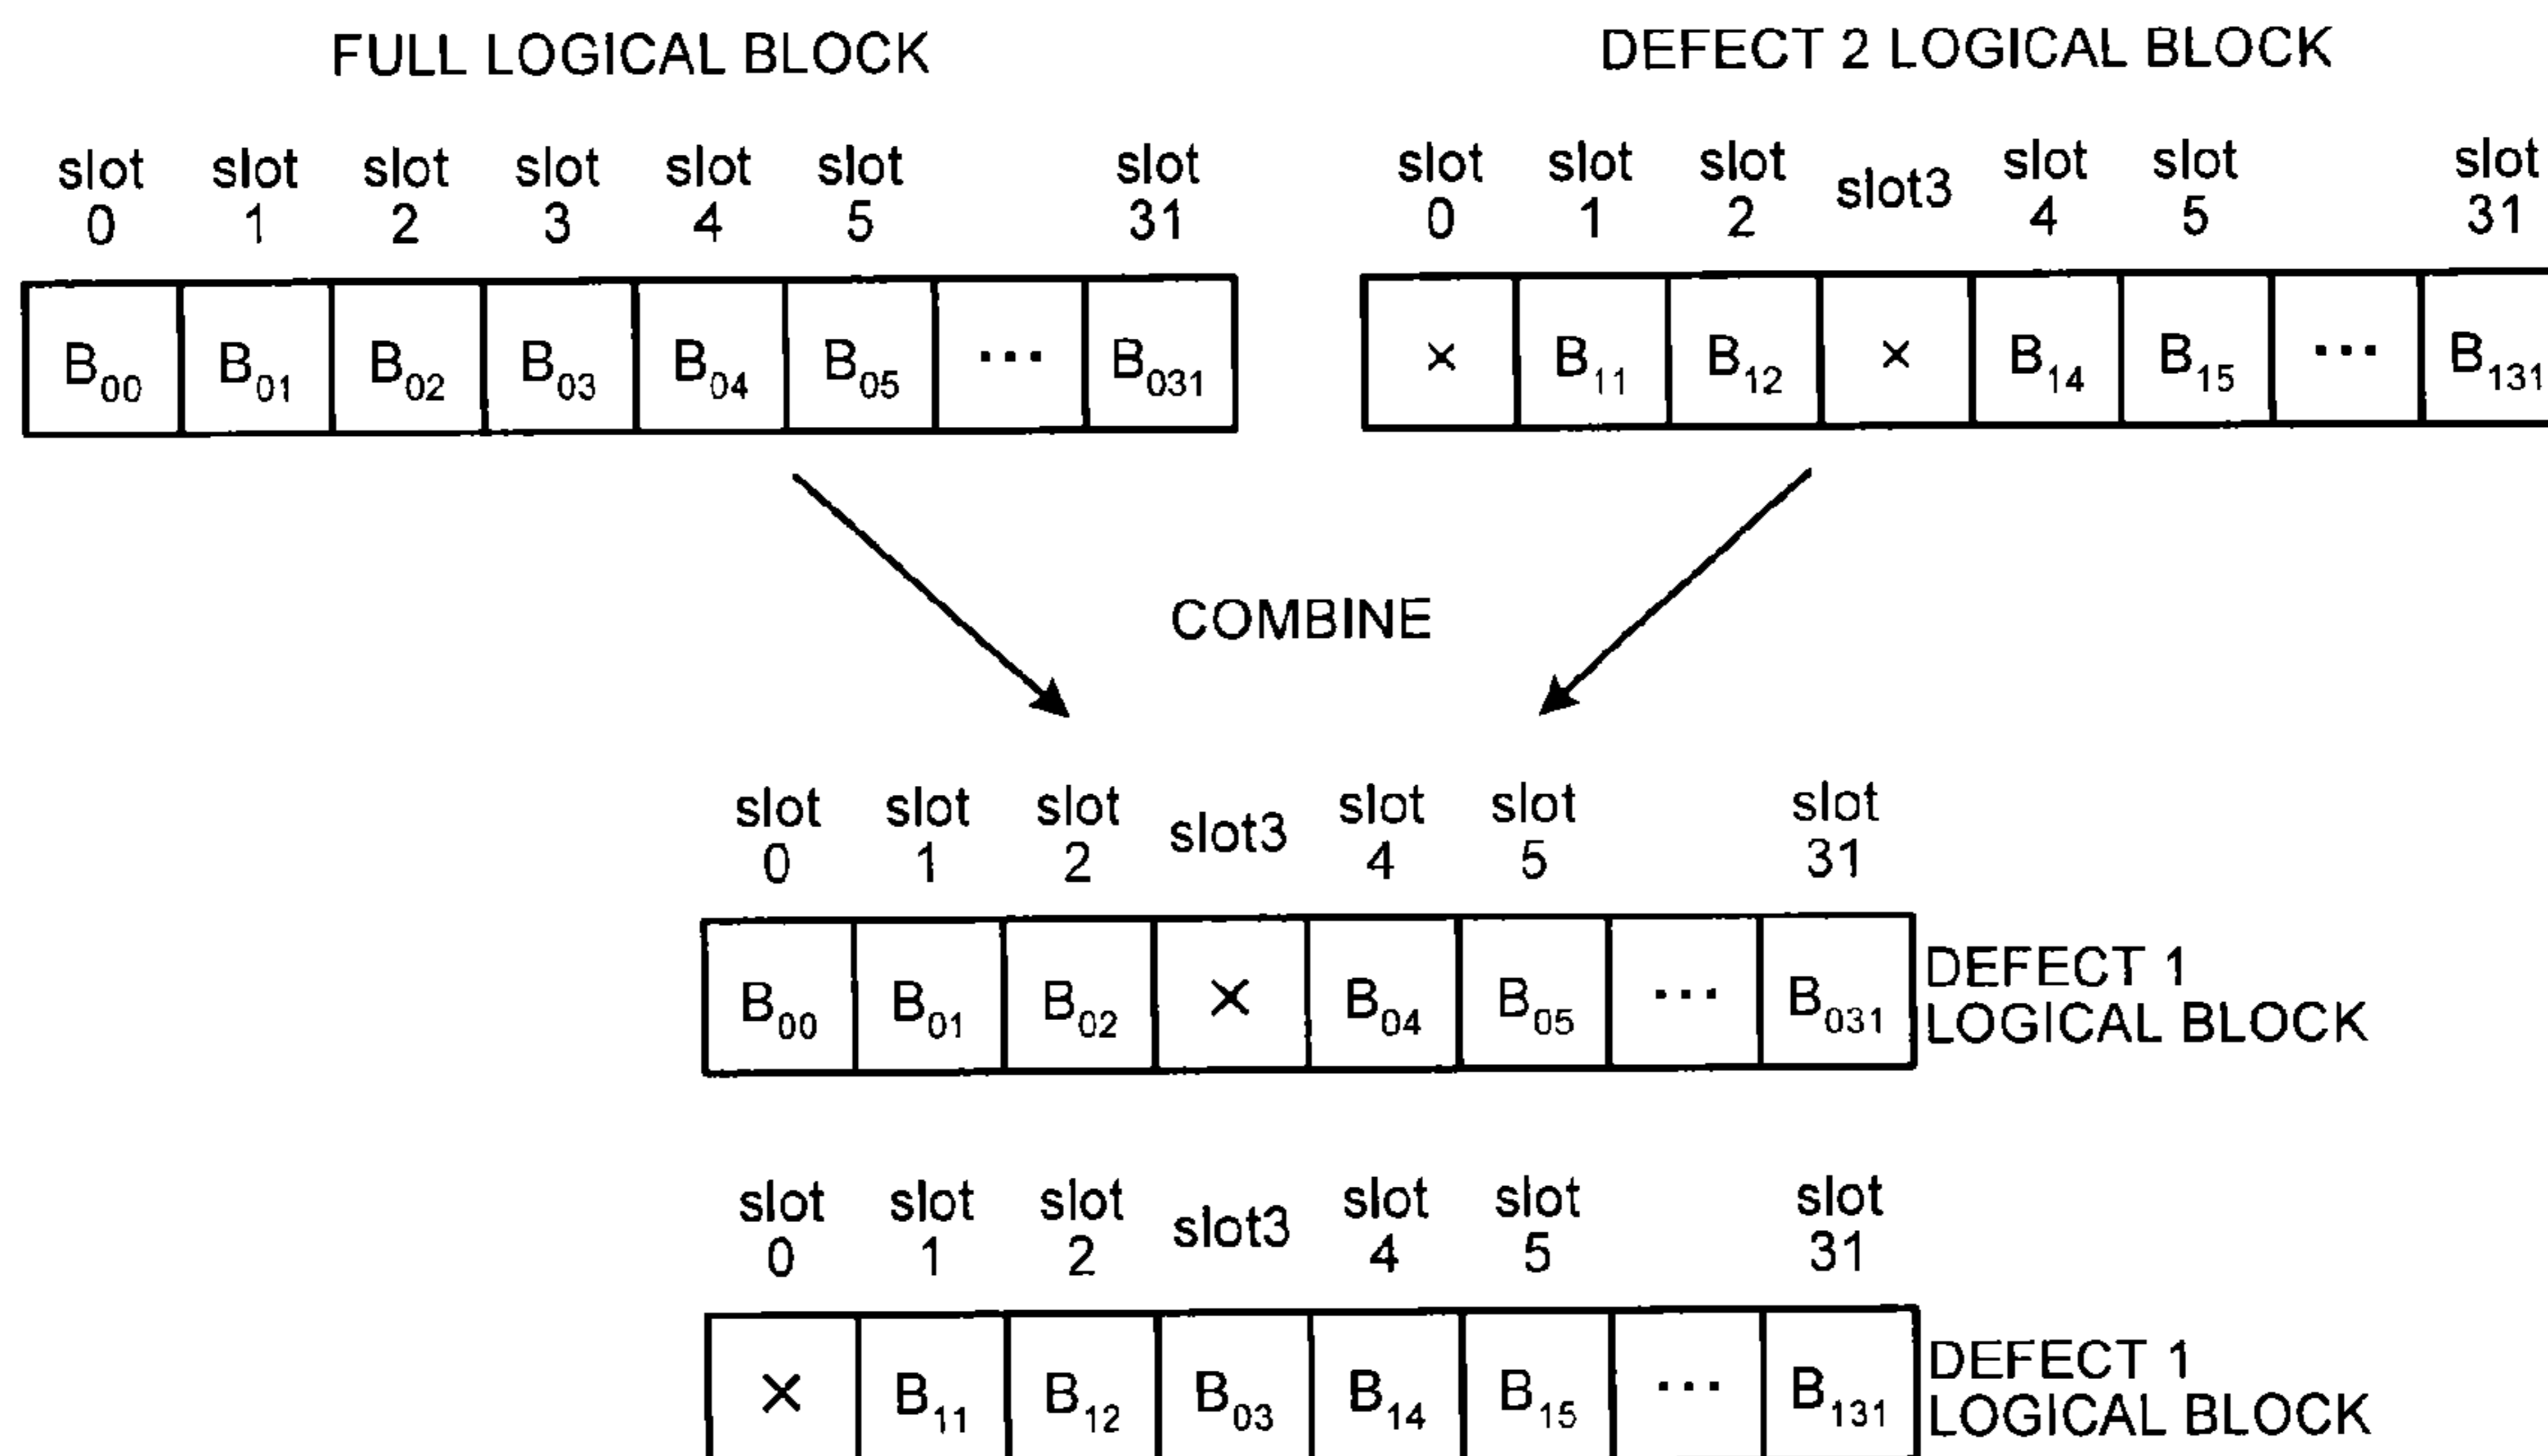 FULL LOGICAL BLOCK
DEFECT 2 LOGICAL BLOCK
slot slot slot slot slot slot slot
0 1 2 3 4 5 31
slot slot slot slot3 slot slot slot
0 1 2 4 5 31
B00 B01 B02 B03 B04 B05 ... B031
× B11 B12 × B14 B15 ... B131
COMBINE
slot slot slot slot3 slot slot slot
0 1 2 4 5 31
B00 B01 B02 × B04 B05 ... B031
DEFECT 1
LOGICAL BLOCK
slot slot slot slot3 slot slot slot
0 1 2 4 5 31
× B11 B12 B03 B14 B15 ... B131
DEFECT 1
LOGICAL BLOCK